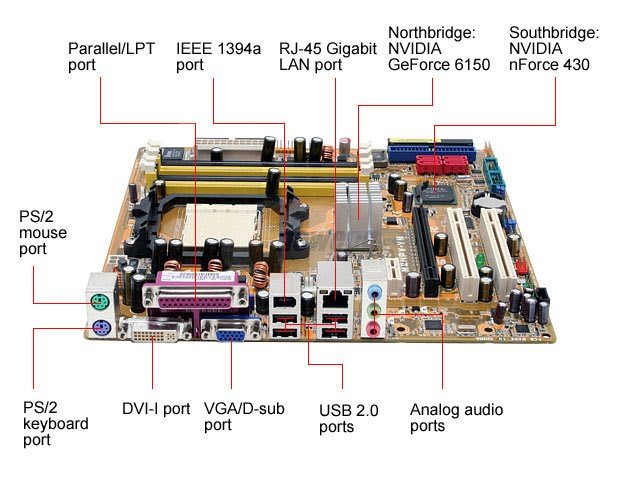 Parallel/LPT
port
IEEE 1394a
port
RJ-45 Gigabit
LAN port
Northbridge:
NVIDIA
GeForce 6150
Southbridge:
NVIDIA
nForce 430
PS/2
mouse
port
PS/2
keyboard
port
DVI-I port
VGA/D-sub
port
USB 2.0
ports
Analog audio
ports